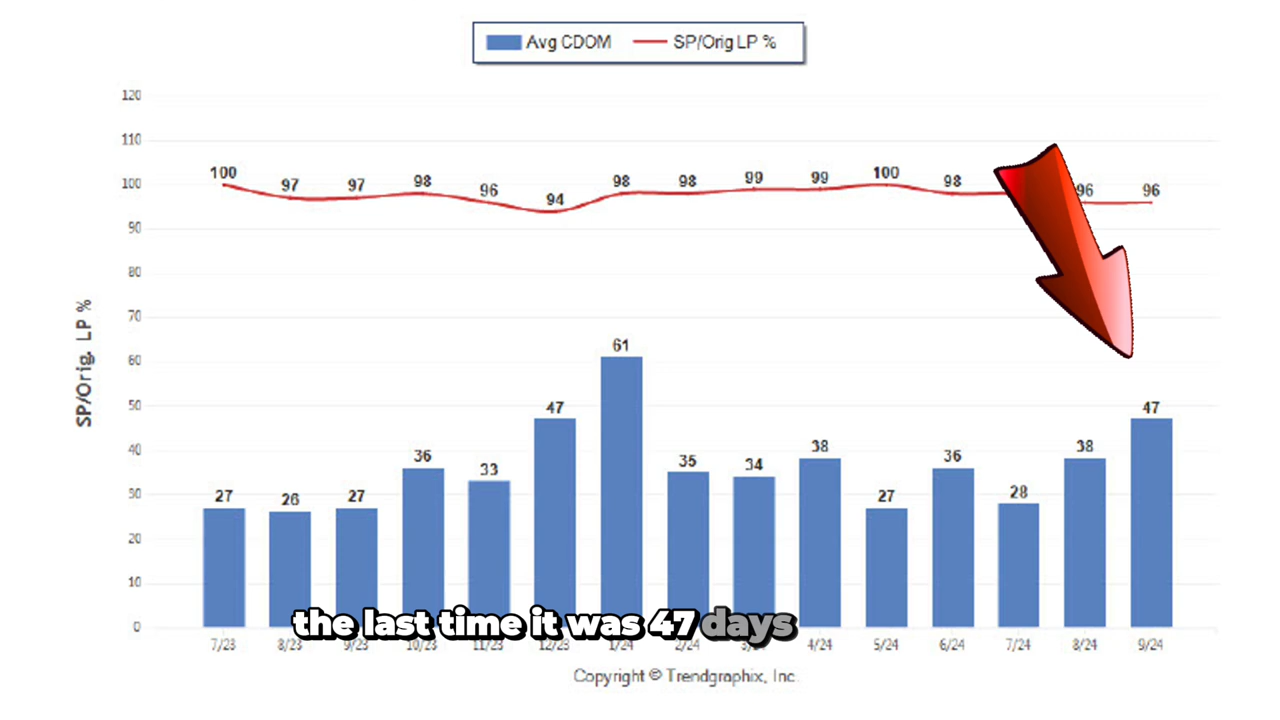 Avg CDOM SP/Orig LP %
120
110
100
90
80
70
60
50
40
30
20
10
0
SP/Orig. LP %
100 97 97 98 96 94 98 98 99 99 100 98 96 96
27 26 27 36 33 47 61 35 34 38 27 36 28 38 47
the last time it was 47 days
7/23 8/23 9/23 10/23 11/23 12/23 1/24 2/24 3/24 4/24 5/24 6/24 7/24 8/24 9/24
Copyright © Trendgraphix, Inc.